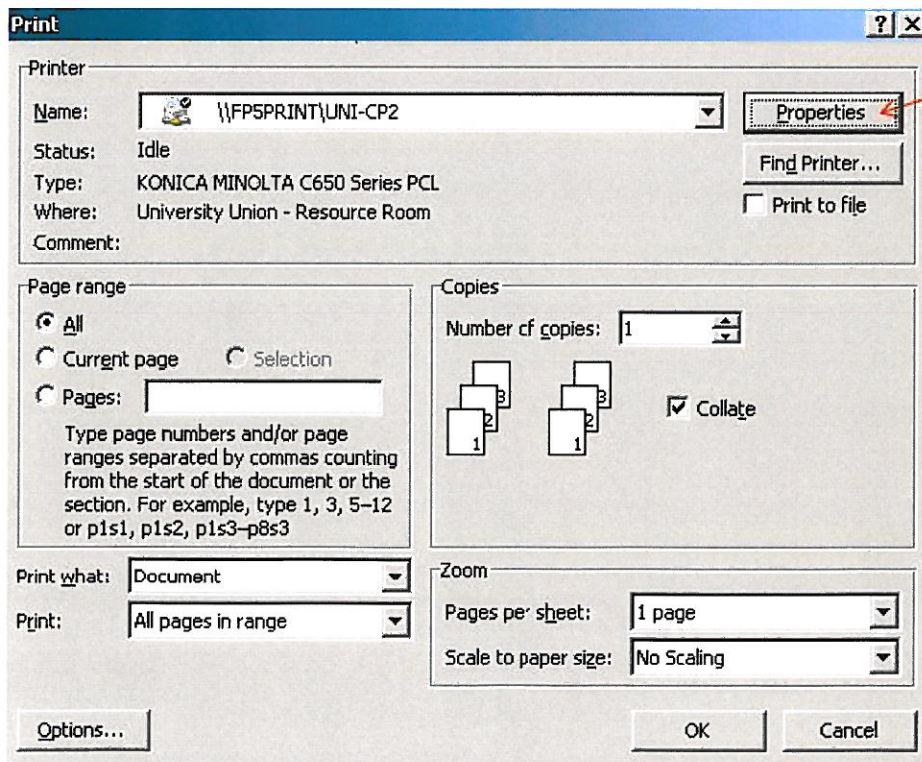 Print
Printer
Name: \\FP5PRINT\UNI-CP2
Properties
Status: Idle
Find Printer...
Type: KONICA MINOLTA C650 Series PCL
Where: University Union - Resource Room
Print to file
Comment:
Page range
All
Current page Selection
Pages:
Type page numbers and/or page
ranges separated by commas counting
from the start of the document or the
section. For example, type 1, 3, 5–12
or p1s1, p1s2, p1s3–p8s3
Copies
Number cf copies: 1
3 3
2 2
1 1
Collate
Print what: Document
Print: All pages in range
Zoom
Pages per sheet: 1 page
Scale to paper size: No Scaling
Options...
OK
Cancel